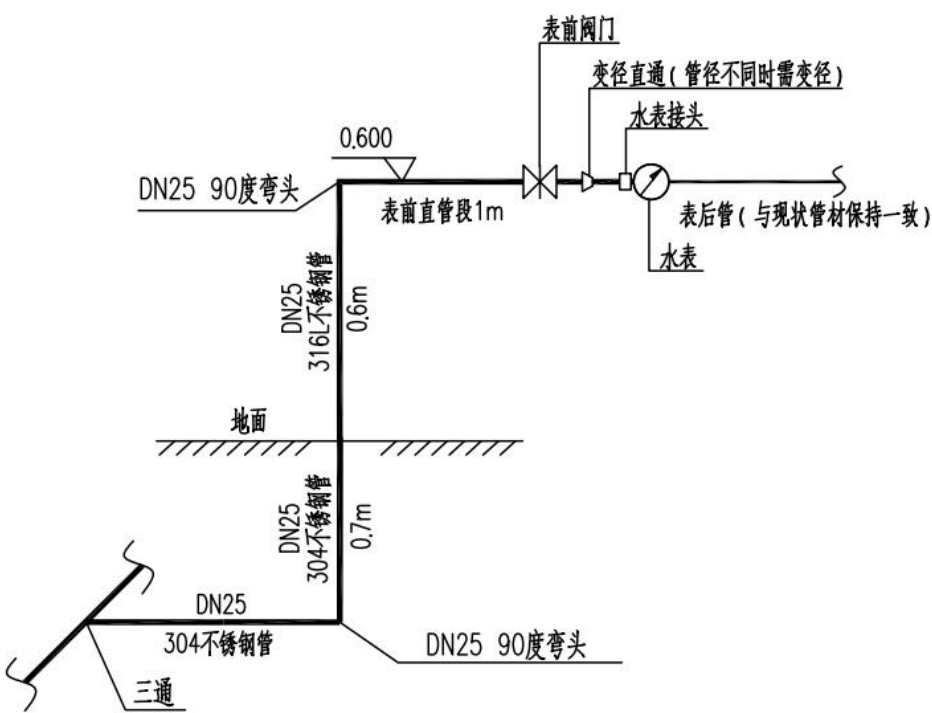 表前阀门
变径直通（管径不同时需变径）
水表接头
0.600
DN25 90度弯头
表前直管段1m
表后管（与现状管材保持一致）
水表
DN25
316L不锈钢管
0.6m
地面
DN25
304不锈钢管
0.7m
DN25
304不锈钢管
DN25 90度弯头
三通